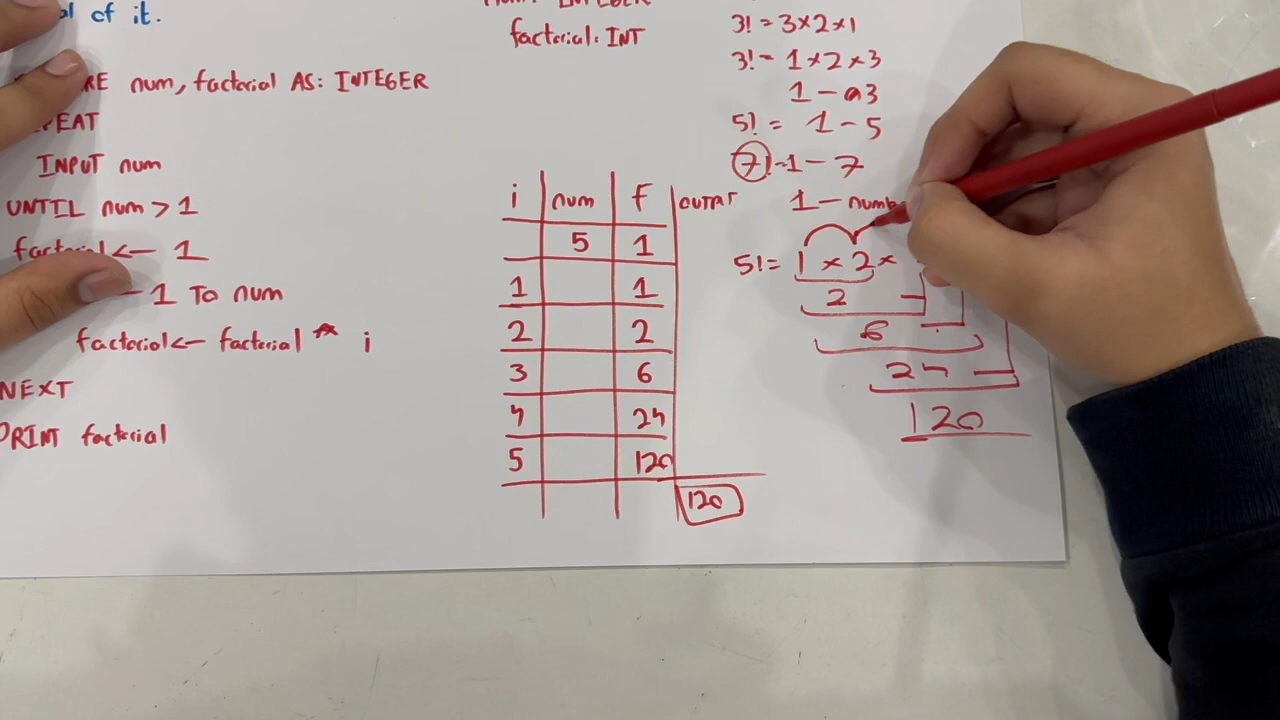 of it.
num, factorial AS: INTEGER
INPUT num
UNTIL num > 1
factorial <- 1
- 1 To num
factorial <- factorial * i
NEXT
PRINT factorial
INTEGER
factorial: INT
i num f OUTPUT
5 1
1 1
2 2
3 6
4 24
5 120
120
3! = 3×2×1
3! = 1×2×3
1 - 3
5! = 1 - 5
7! - 1 - 7
1 - numb
5! = 1 × 2 ×
2
6
24
120